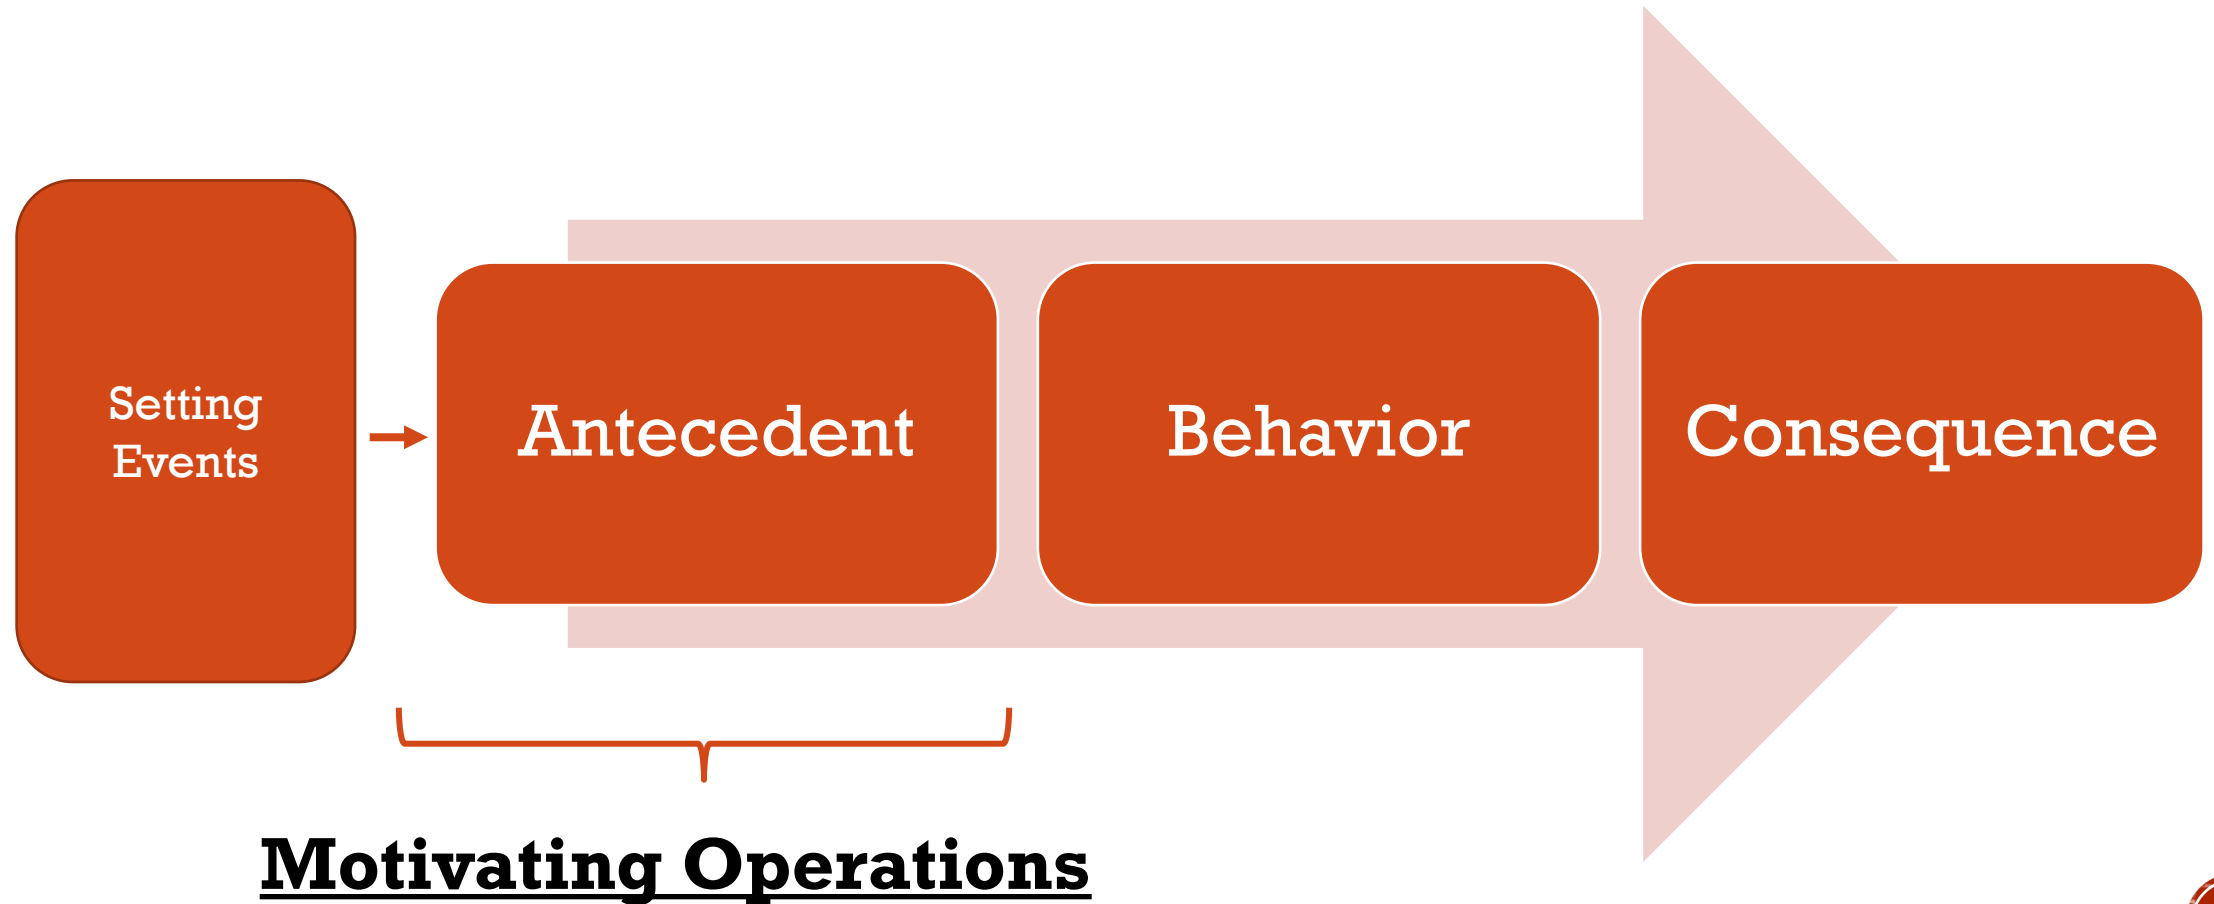 Setting
Events
Antecedent
Behavior
Consequence
Motivating Operations